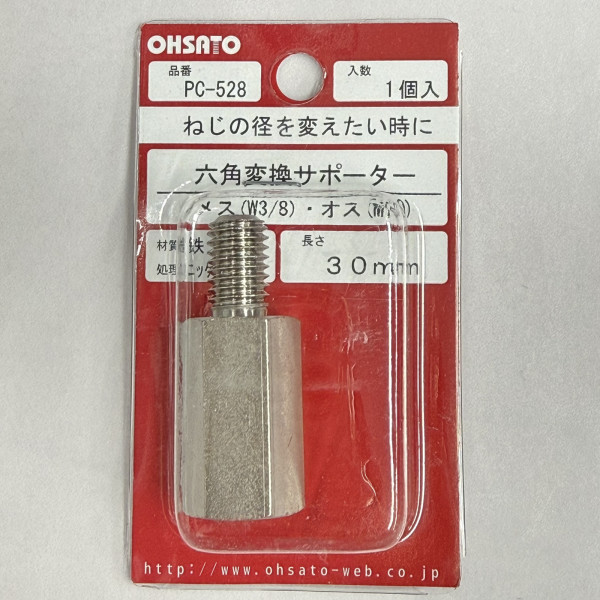 OHSATO
品番
PC-528
入数
1個入
ねじの径を変えたい時に
六角変換サポーター
メス(W3/8)・オス
材質 鉄
処理 ニッ
長さ
30mm
http://www.ohsato-web.co.jp